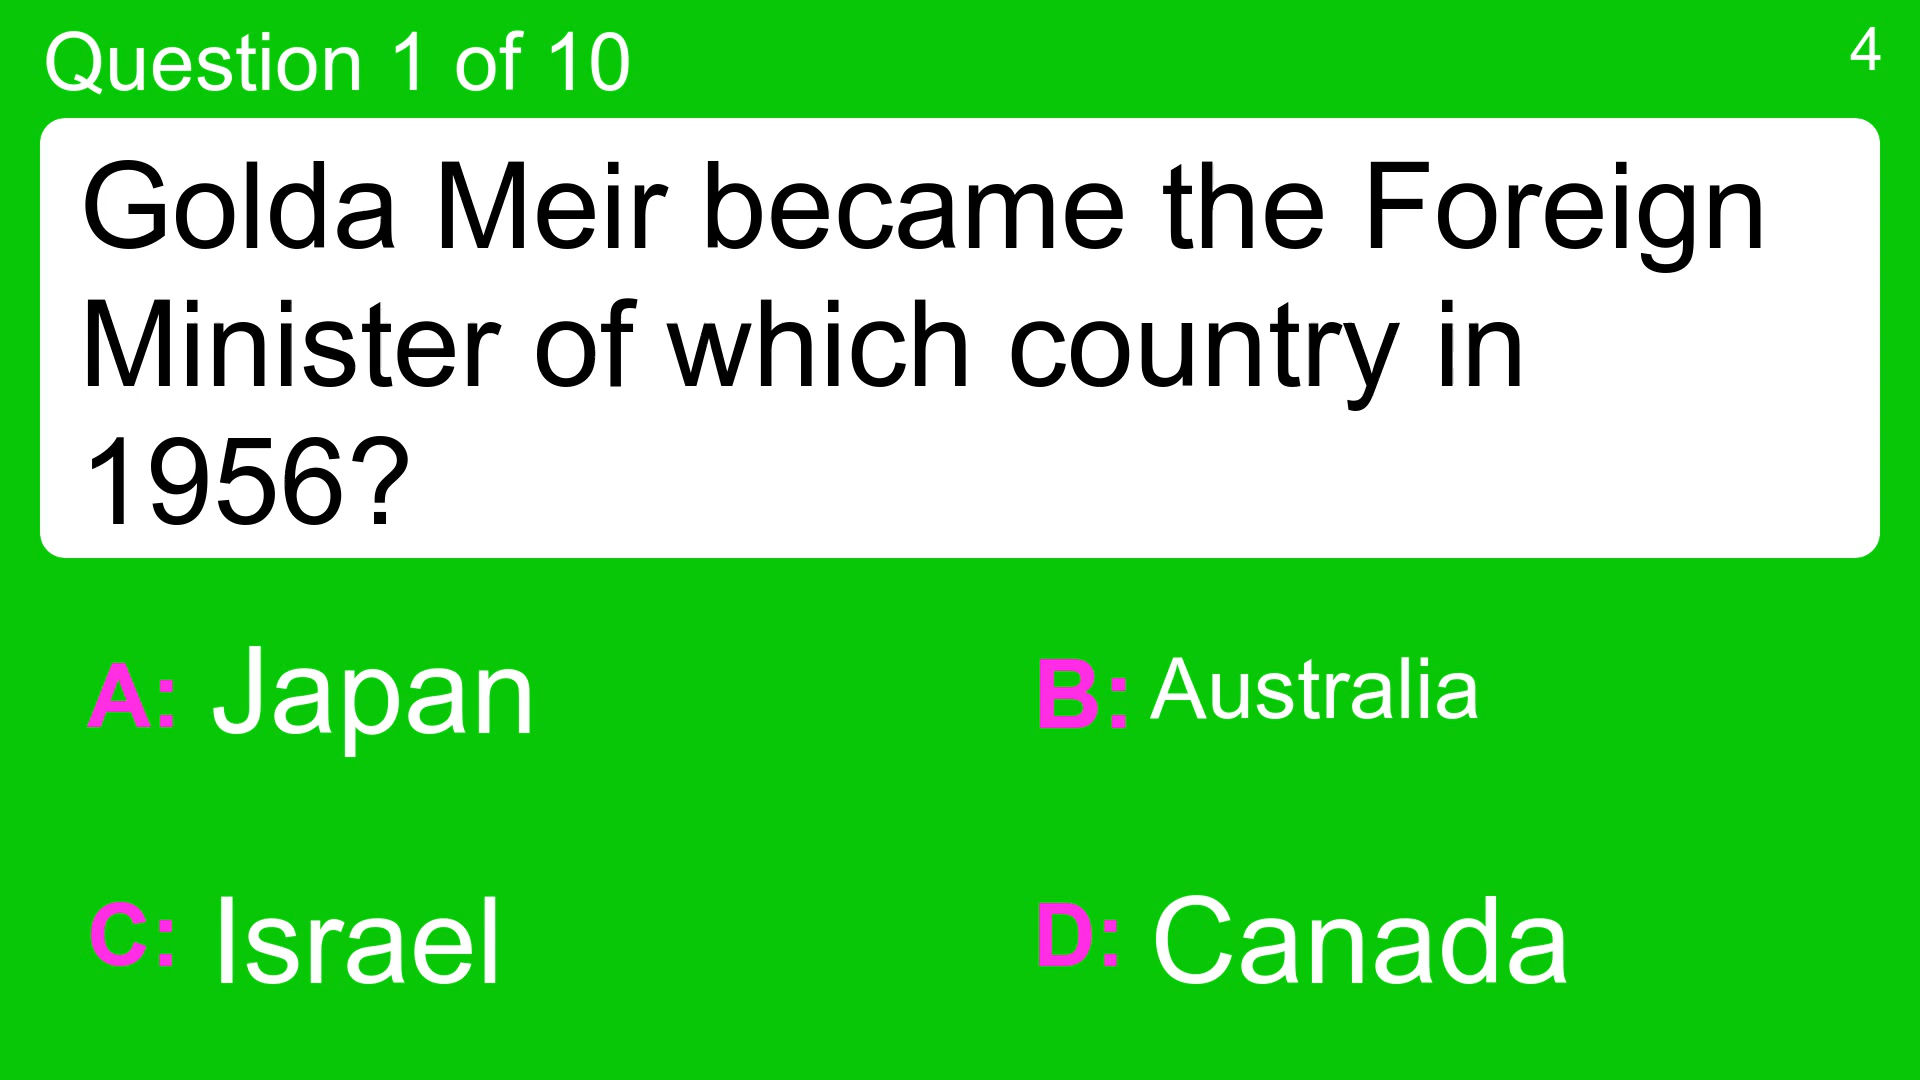 Question 1 of 10
4
Golda Meir became the Foreign
Minister of which country in
1956?
A: Japan
B: Australia
C: Israel
D: Canada